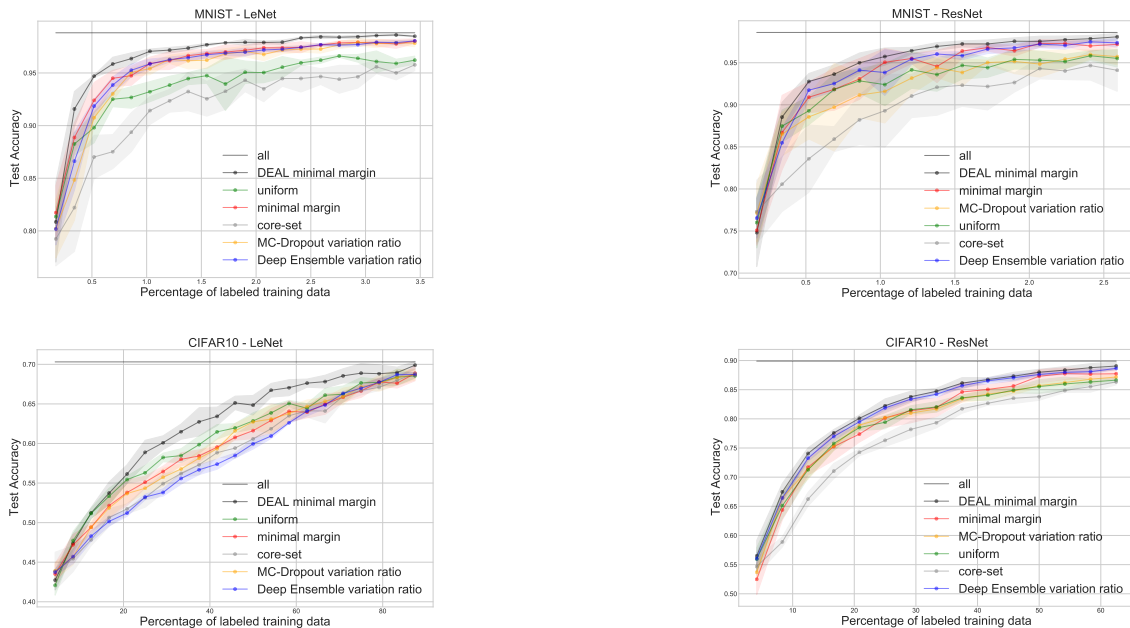 MNIST - LeNet
Test Accuracy
0.95
0.90
0.85
0.80
all
DEAL minimal margin
uniform
minimal margin
core-set
MC-Dropout variation ratio
Deep Ensemble variation ratio
0.5
1.0
1.5
2.0
2.5
3.0
3.5
Percentage of labeled training data
MNIST - ResNet
Test Accuracy
0.95
0.90
0.85
0.80
0.75
0.70
all
DEAL minimal margin
minimal margin
MC-Dropout variation ratio
uniform
core-set
Deep Ensemble variation ratio
0.5
1.0
1.5
2.0
2.5
Percentage of labeled training data
CIFAR10 - LeNet
Test Accuracy
0.70
0.65
0.60
0.55
0.50
0.45
0.40
all
DEAL minimal margin
uniform
minimal margin
core-set
MC-Dropout variation ratio
Deep Ensemble variation ratio
20
40
60
80
Percentage of labeled training data
CIFAR10 - ResNet
Test Accuracy
0.90
0.85
0.80
0.75
0.70
0.65
0.60
0.55
0.50
all
DEAL minimal margin
minimal margin
MC-Dropout variation ratio
uniform
core-set
Deep Ensemble variation ratio
10
20
30
40
50
60
Percentage of labeled training data